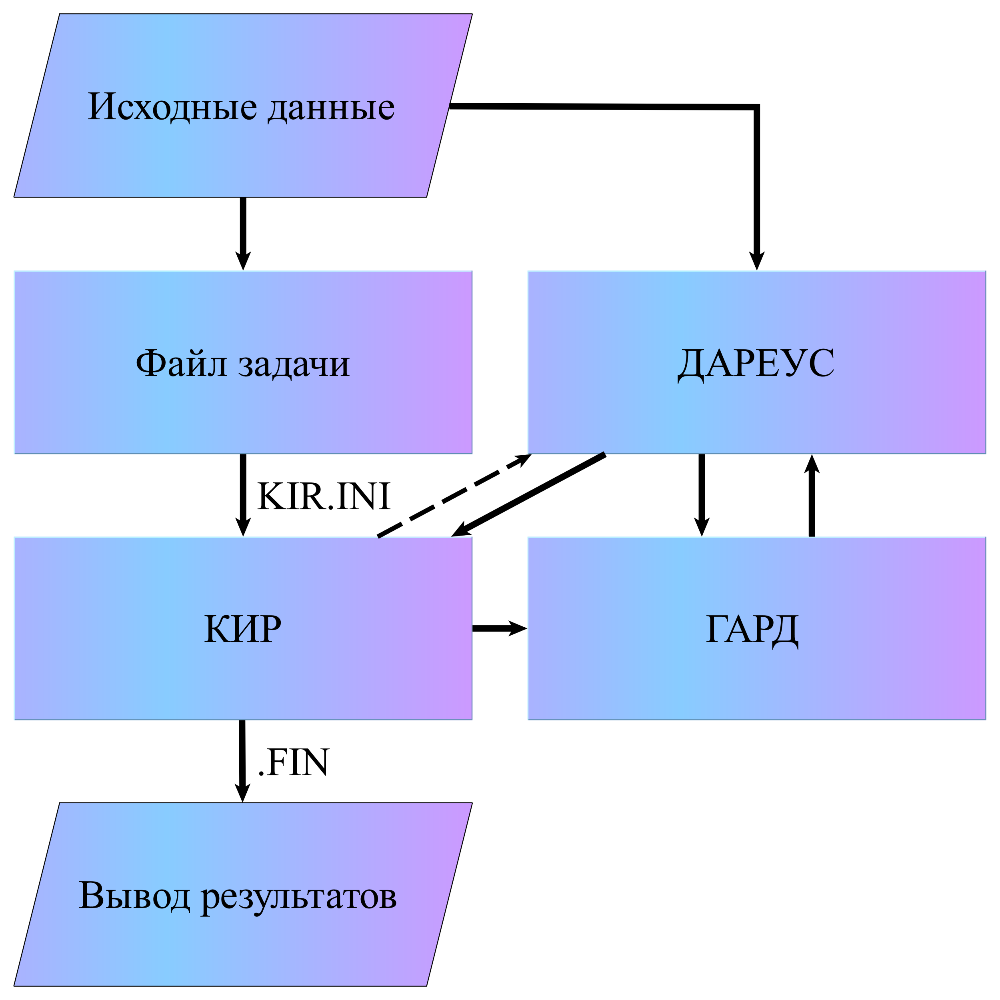 Исходные данные
Файл задачи
ДАРЕУС
KIR.INI
КИР
ГАРД
.FIN
Вывод результатов